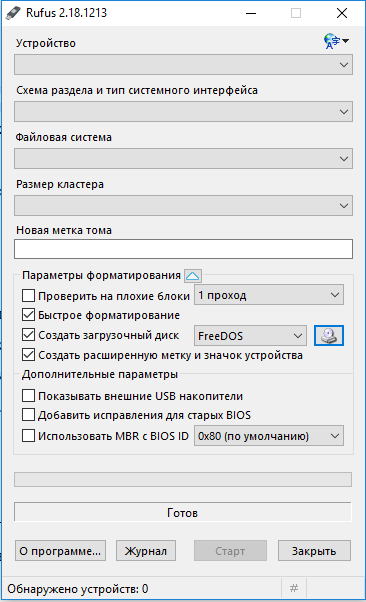 Rufus 2.18.1213
Устройство
Схема раздела и тип системного интерфейса
Файловая система
Размер кластера
Новая метка тома
Параметры форматирования
Проверить на плохие блоки 1 проход
Быстрое форматирование
Создать загрузочный диск FreeDOS
Создать расширенную метку и значок устройства
Дополнительные параметры
Показывать внешние USB накопители
Добавить исправления для старых BIOS
Использовать MBR с BIOS ID 0x80 (по умолчанию)
Готов
О программе... Журнал Старт Закрыть
Обнаружено устройств: 0 #